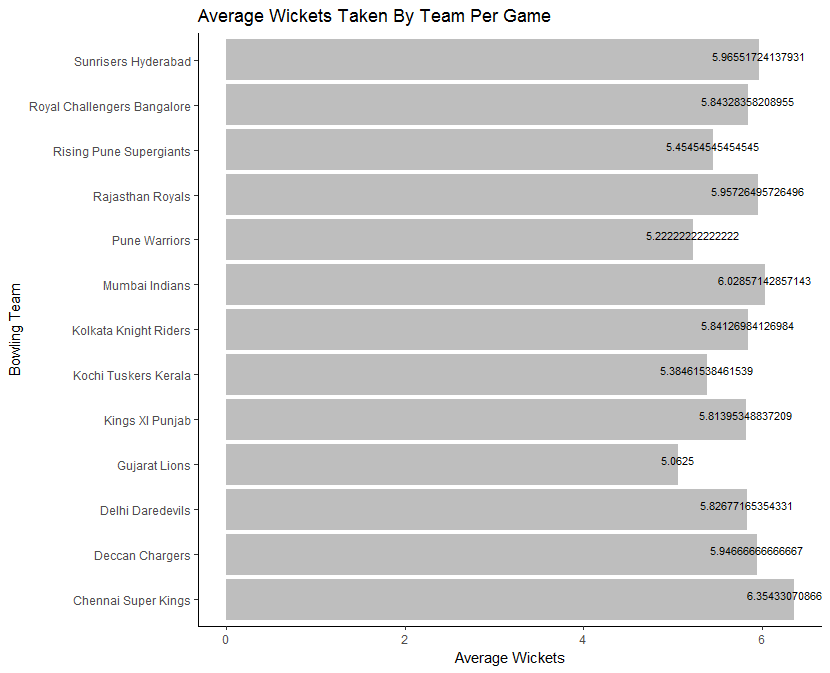 Average Wickets Taken By Team Per Game
Bowling Team
Sunrisers Hyderabad 5.96551724137931
Royal Challengers Bangalore 5.84328358208955
Rising Pune Supergiants 5.45454545454545
Rajasthan Royals 5.95726495726496
Pune Warriors 5.22222222222222
Mumbai Indians 6.02857142857143
Kolkata Knight Riders 5.84126984126984
Kochi Tuskers Kerala 5.38461538461539
Kings XI Punjab 5.81395348837209
Gujarat Lions 5.0625
Delhi Daredevils 5.82677165354331
Deccan Chargers 5.94666666666667
Chennai Super Kings 6.35433070866
0 2 4 6
Average Wickets